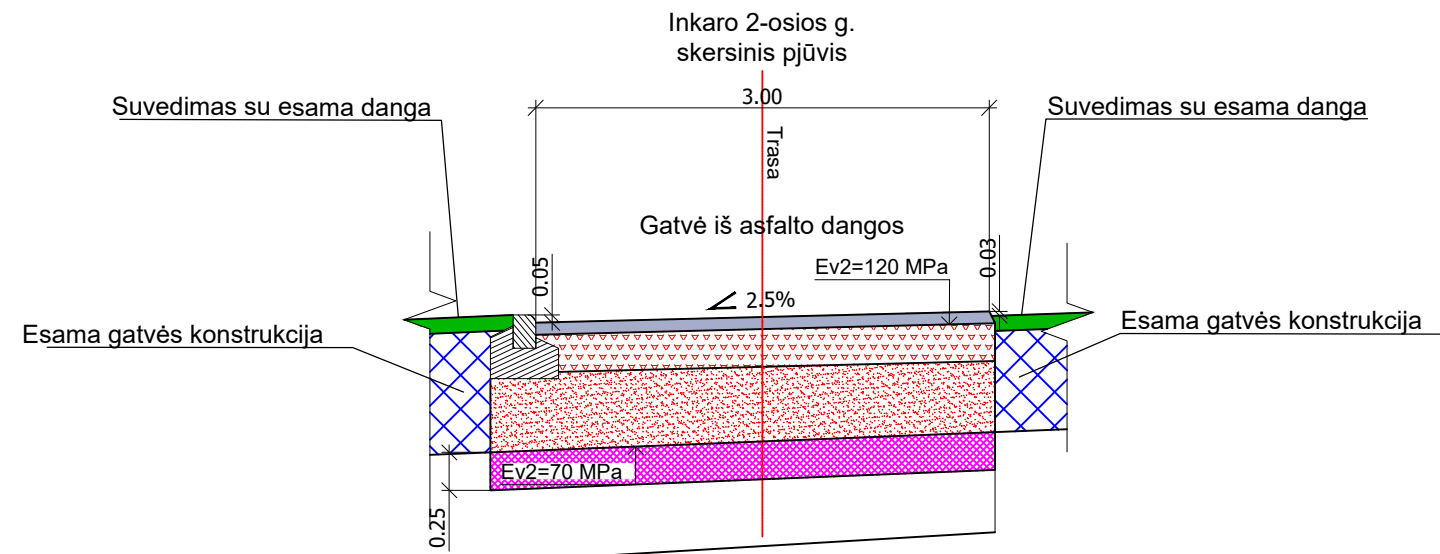 Inkaro 2-osios g.
skersinis pjūvis
3.00
Suvedimas su esama danga
Suvedimas su esama danga
Trasa
Gatvė iš asfalto dangos
0.05
Ev2=120 MPa
0.03
2.5%
Esama gatvės konstrukcija
Esama gatvės konstrukcija
Ev2=70 MPa
0.25